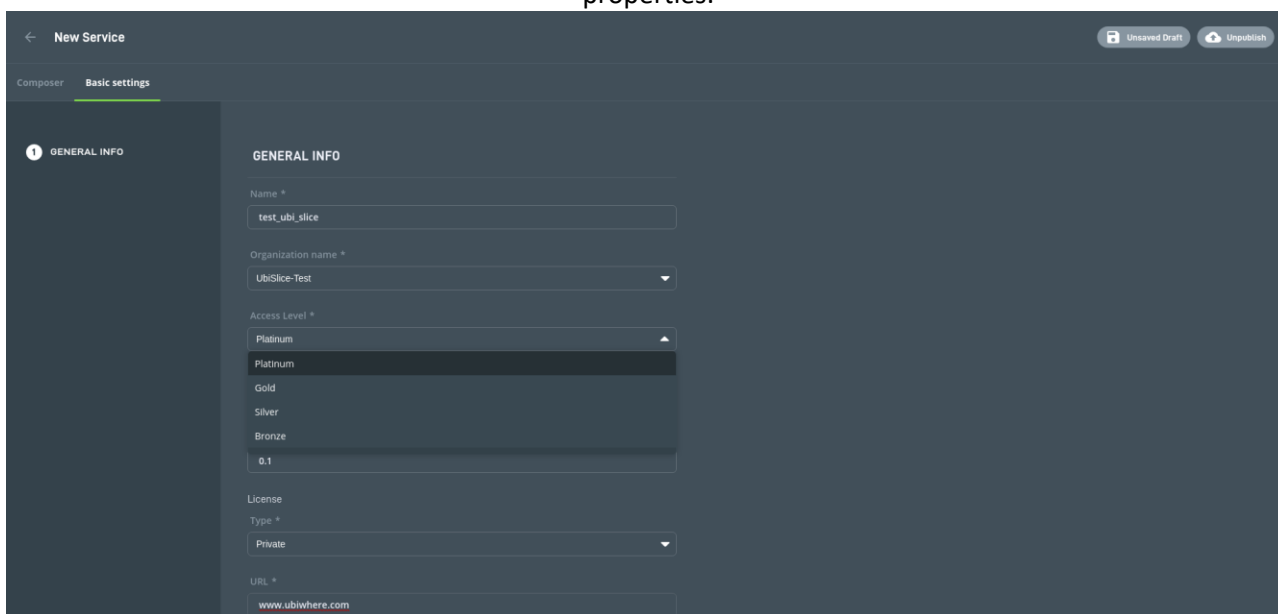 properties.
New Service
Unsaved Draft
Unpublish
Composer
Basic settings
1 GENERAL INFO
GENERAL INFO
Name *
test_ubi_slice
Organization name *
UbiSlice-Test
Access Level *
Platinum
Platinum
Gold
Silver
Bronze
0.1
License
Type *
Private
URL *
www.ubiwhere.com